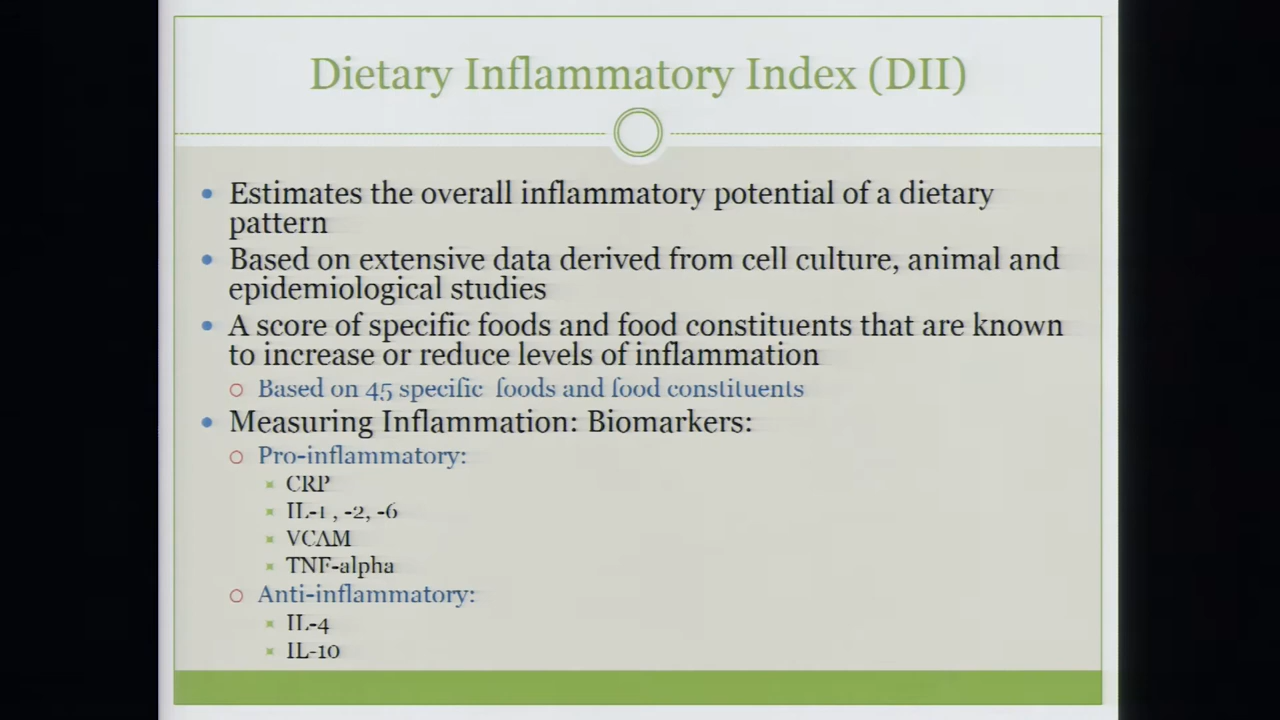 Dietary Inflammatory Index (DII)
Estimates the overall inflammatory potential of a dietary
pattern
Based on extensive data derived from cell culture, animal and
epidemiological studies
A score of specific foods and food constituents that are known
to increase or reduce levels of inflammation
Based on 45 specific foods and food constituents
Measuring Inflammation: Biomarkers:
Pro-inflammatory:
CRP
IL-1 , -2, -6
VCAM
TNF-alpha
Anti-inflammatory:
IL-4
IL-10